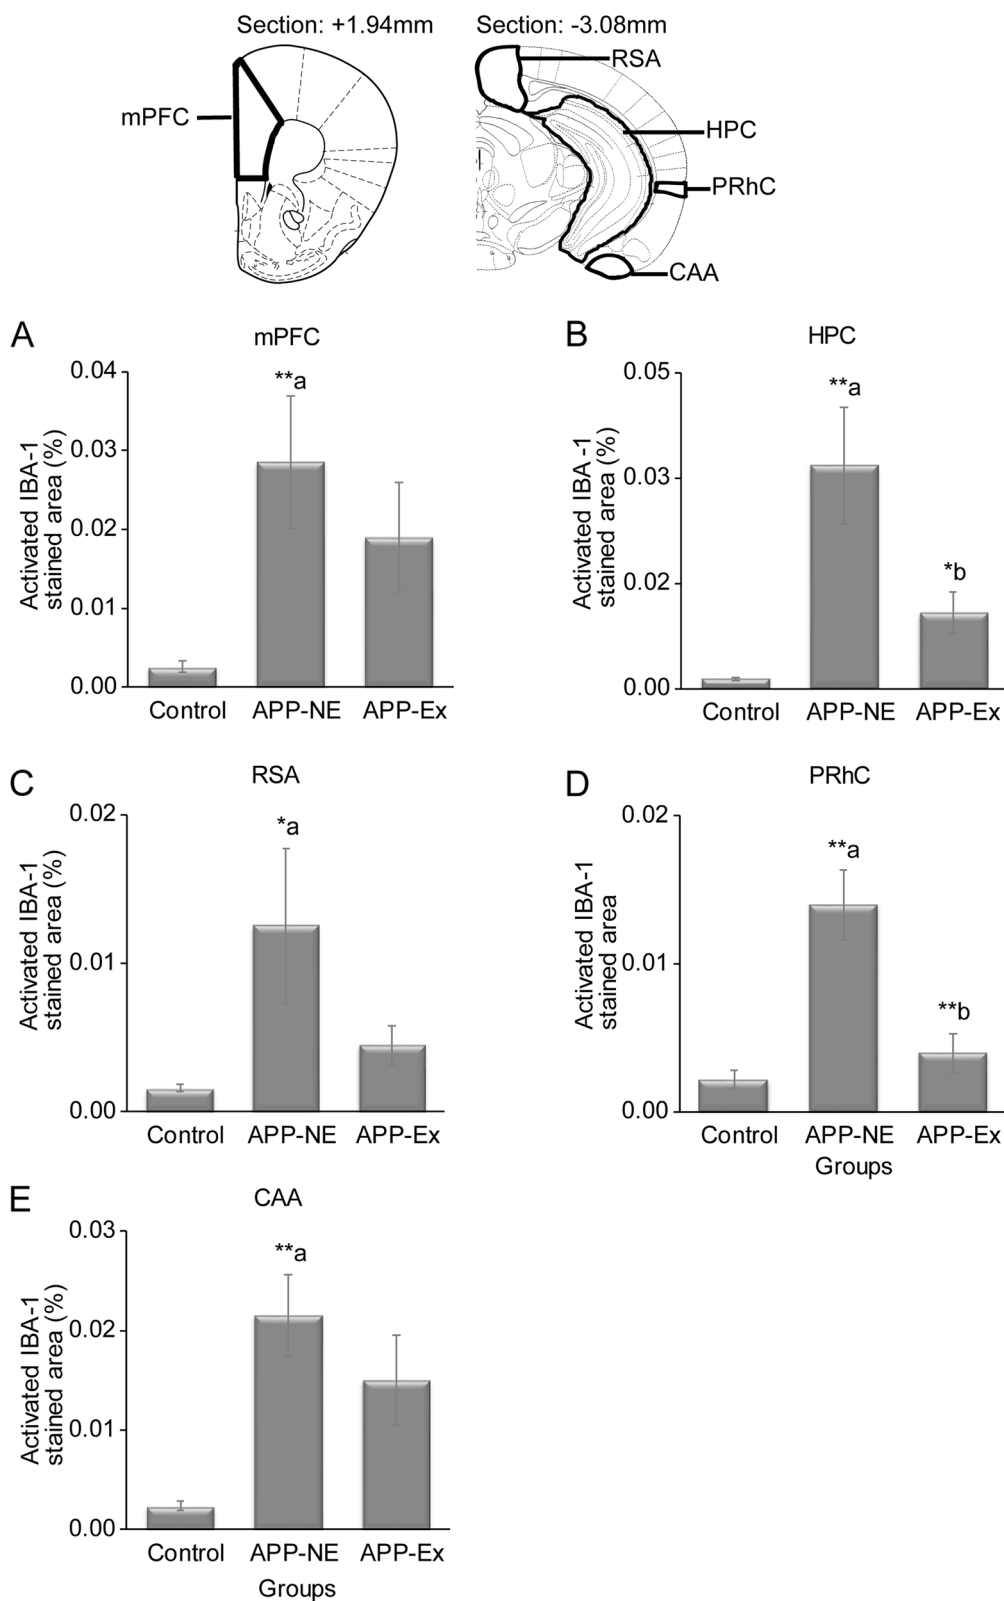 Section: +1.94mm
Section: -3.08mm
RSA
mPFC
HPC
PRhC
CAA
A
mPFC
Activated IBA-1
stained area (%)
0.04
0.03
0.02
0.01
0.00
**a
Control
APP-NE
APP-Ex
B
HPC
Activated IBA-1
stained area (%)
0.05
0.03
0.02
0.00
**a
*b
Control
APP-NE
APP-Ex
C
RSA
Activated IBA-1
stained area (%)
0.02
0.01
0.00
*a
Control
APP-NE
APP-Ex
D
PRhC
Activated IBA-1
stained area
0.02
0.01
0.00
**a
**b
Control
APP-NE
APP-Ex
Groups
E
CAA
Activated IBA-1
stained area (%)
0.03
0.02
0.01
0.00
**a
Control
APP-NE
APP-Ex
Groups